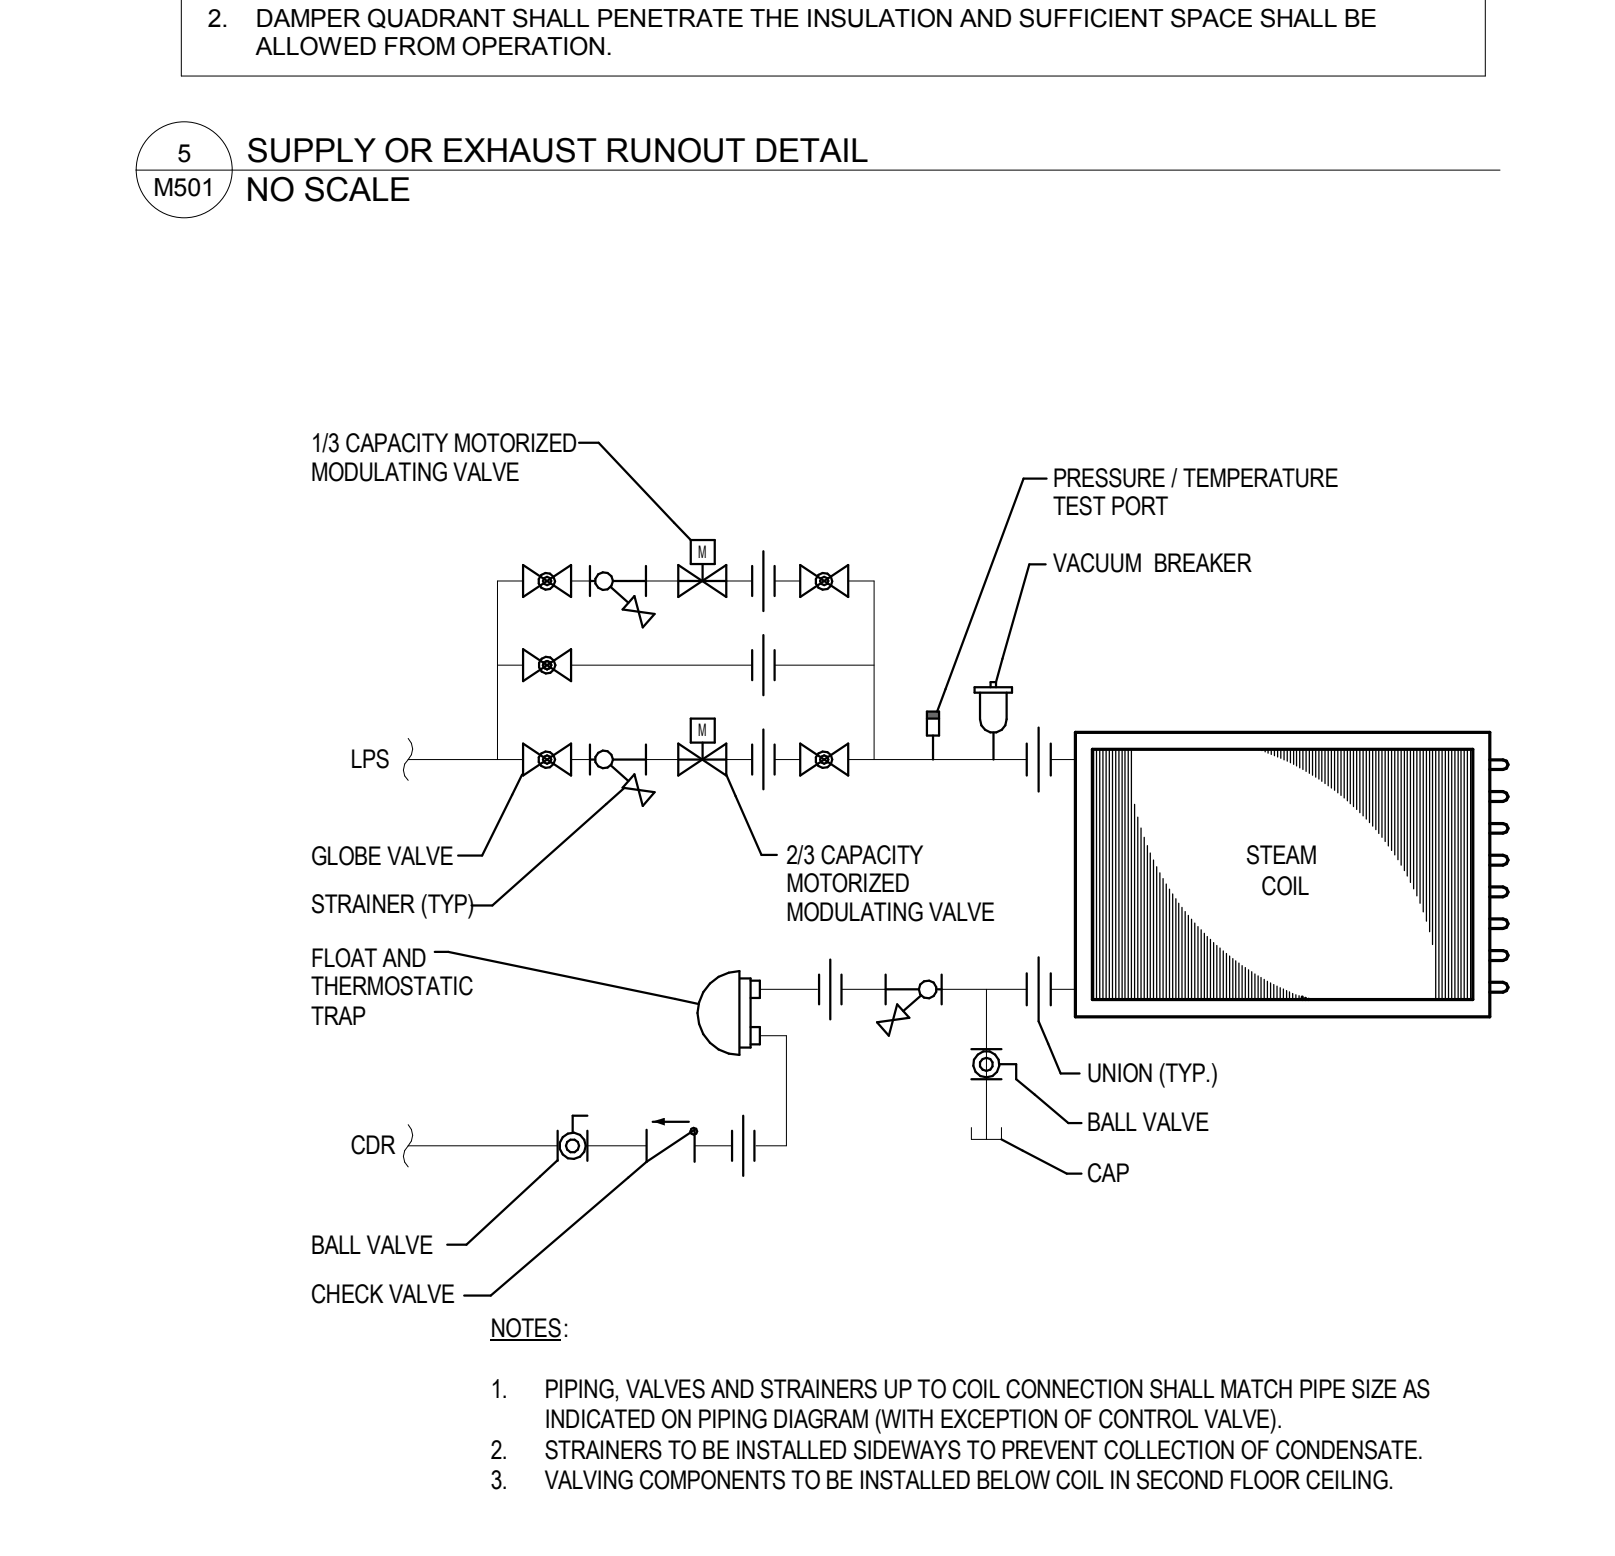 2. DAMPER QUADRANT SHALL PENETRATE THE INSULATION AND SUFFICIENT SPACE SHALL BE
ALLOWED FROM OPERATION.
5
M501
SUPPLY OR EXHAUST RUNOUT DETAIL
NO SCALE
1/3 CAPACITY MOTORIZED
MODULATING VALVE
PRESSURE / TEMPERATURE
TEST PORT
VACUUM BREAKER
M
M
LPS
GLOBE VALVE
STRAINER (TYP)
2/3 CAPACITY
MOTORIZED
MODULATING VALVE
STEAM
COIL
FLOAT AND
THERMOSTATIC
TRAP
UNION (TYP.)
BALL VALVE
CAP
CDR
BALL VALVE
CHECK VALVE
NOTES:
1. PIPING, VALVES AND STRAINERS UP TO COIL CONNECTION SHALL MATCH PIPE SIZE AS
INDICATED ON PIPING DIAGRAM (WITH EXCEPTION OF CONTROL VALVE).
2. STRAINERS TO BE INSTALLED SIDEWAYS TO PREVENT COLLECTION OF CONDENSATE.
3. VALVING COMPONENTS TO BE INSTALLED BELOW COIL IN SECOND FLOOR CEILING.